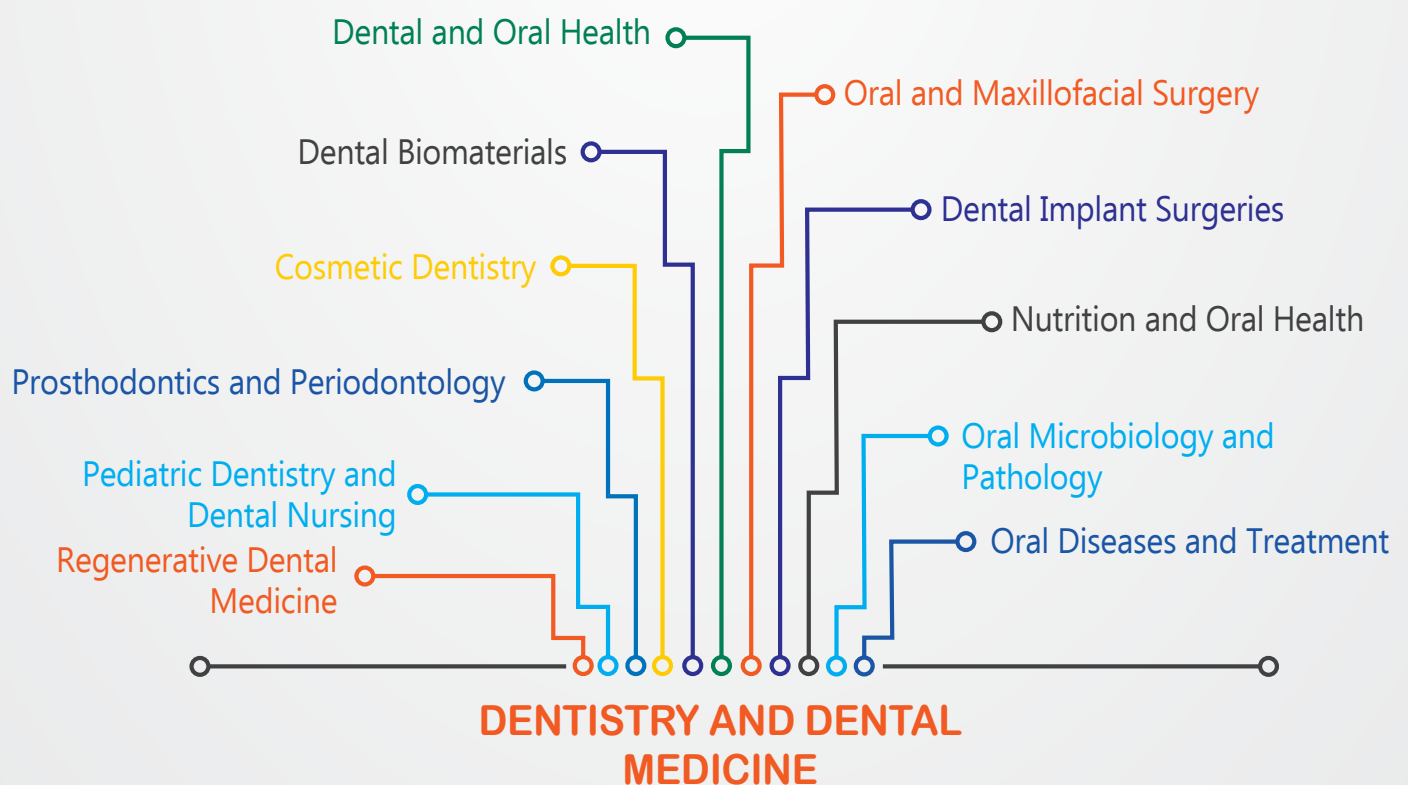 Dental and Oral Health
Oral and Maxillofacial Surgery
Dental Biomaterials
Dental Implant Surgeries
Cosmetic Dentistry
Nutrition and Oral Health
Prosthodontics and Periodontology
Oral Microbiology and
Pathology
Pediatric Dentistry and
Dental Nursing
Oral Diseases and Treatment
Regenerative Dental
Medicine
DENTISTRY AND DENTAL
MEDICINE